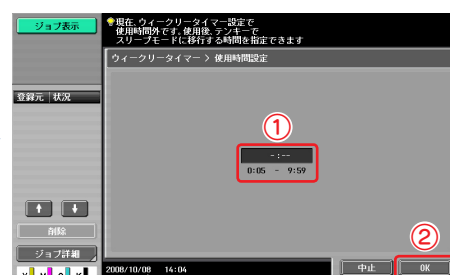 ジョブ表示
現在、ウィークリータイマー設定で
使用時間外です。使用後、テンキーで
スリープモードに移行する時間を指定できます
ウィークリータイマー > 使用時間設定
登録元 状況
①
-:--
0:05 - 9:59
↑ ↓
削除
②
ジョブ詳細
Y M C K
2008/10/08 14:04
中止 OK